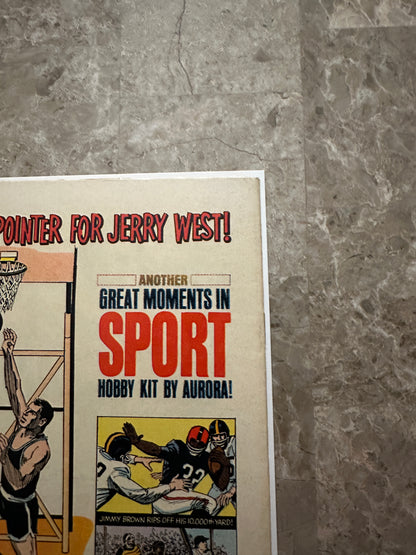 POINTER FOR JERRY WEST!
ANOTHER
GREAT MOMENTS IN
SPORT
HOBBY KIT BY AURORA!
32
JIMMY BROWN RIPS OFF HIS 10,000th YARD!